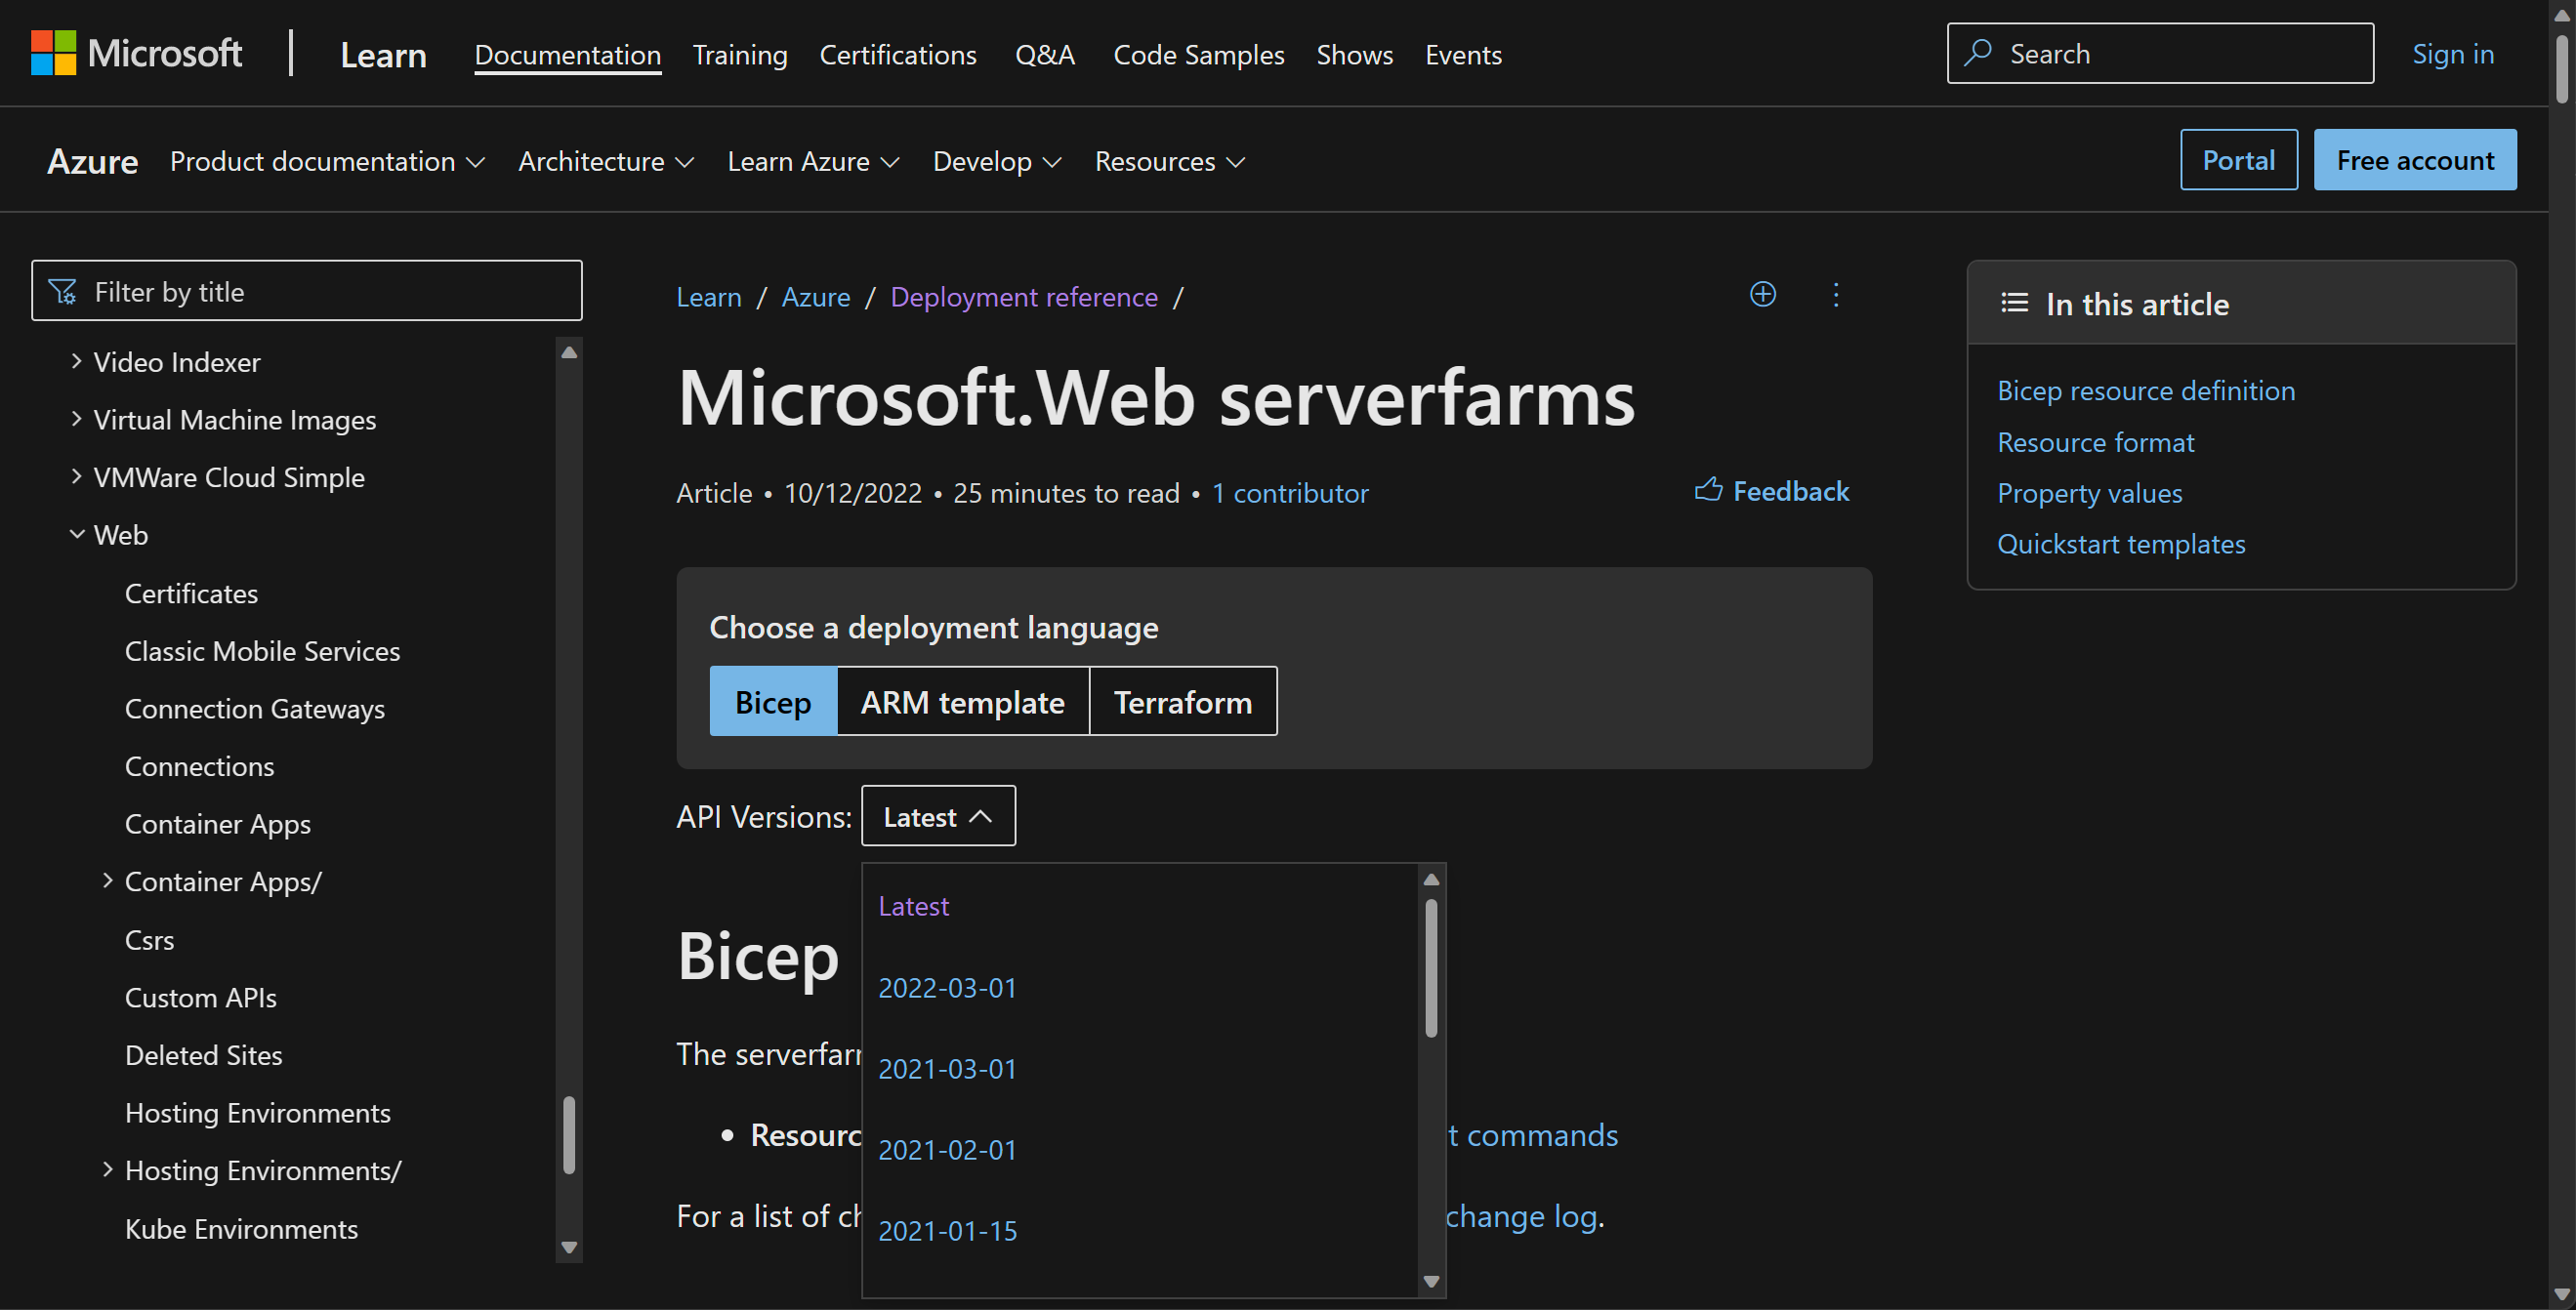 Microsoft | Learn Documentation Training Certifications Q&A Code Samples Shows Events Search Sign in
Azure Product documentation Architecture Learn Azure Develop Resources Portal Free account
Filter by title
Video Indexer
Virtual Machine Images
VMWare Cloud Simple
Web
Certificates
Classic Mobile Services
Connection Gateways
Connections
Container Apps
Container Apps/
Csrs
Custom APIs
Deleted Sites
Hosting Environments
Hosting Environments/
Kube Environments
Learn / Azure / Deployment reference /
Microsoft.Web serverfarms
Article • 10/12/2022 • 25 minutes to read • 1 contributor
Feedback
Choose a deployment language
Bicep ARM template Terraform
API Versions: Latest
Latest
2022-03-01
2021-03-01
2021-02-01
2021-01-15
Bicep
The
• commands
For a list of change log.
In this article
Bicep resource definition
Resource format
Property values
Quickstart templates